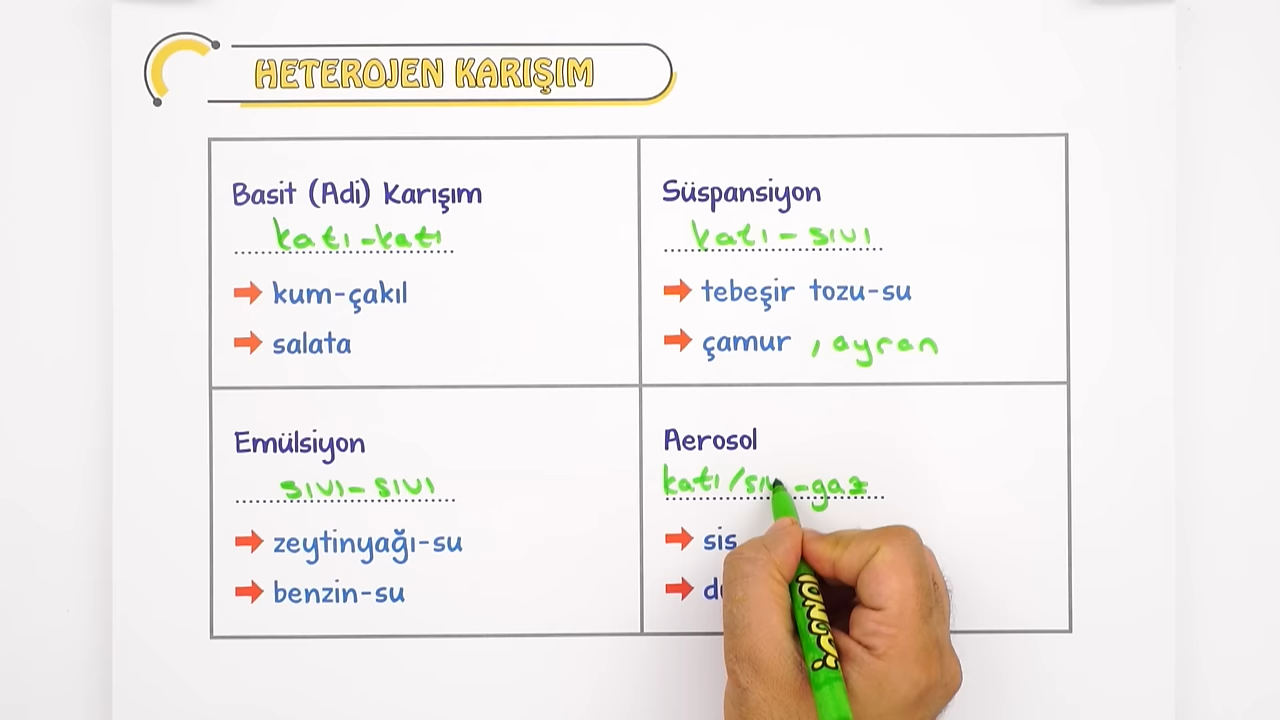 HETEROJEN KARIŞIM
Basit (Adi) Karışım
katı-katı
kum-çakıl
salata
Süspansiyon
katı - sıvı
tebeşir tozu-su
çamur , ayran
Emülsiyon
sıvı- sıvı
zeytinyağı-su
benzin-su
Aerosol
katı/sıvı-gaz
sis